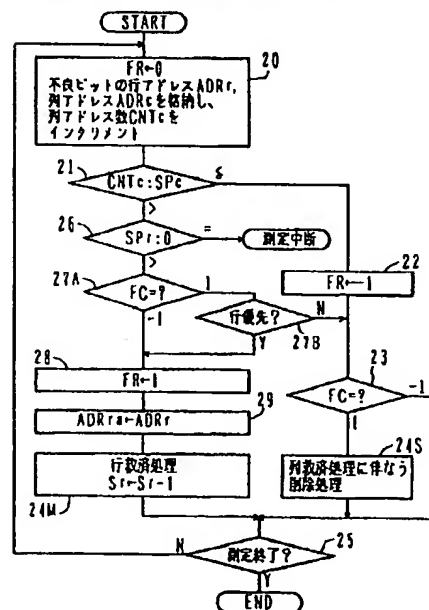 START
20
FR←0
不良ビットの行アドレスADRr,
列アドレスADRcを格納し、
列アドレス数CNTcを
インクリメント
21
CNTc:SPc
≦
>
26
SPr:0
=
測定中断
>
22
FR←-1
27A
FC=?
1
-1
行優先?
N
Y
27B
28
FR←1
23
FC=?
-1
1
29
ADRra←ADRr
行救済処理
Sr←Sr-1
24M
24S
列救済処理に伴なう
削除処理
N
測定終了?
25
Y
END